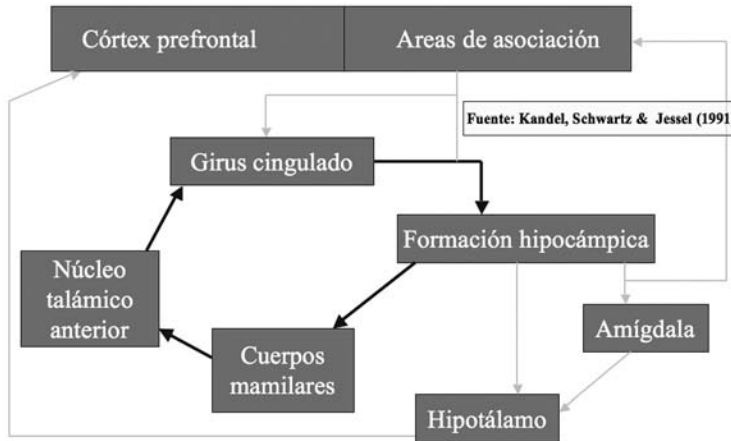 Córtex prefrontal
Areas de asociación
Fuente: Kandel, Schwartz & Jessel (1991
Girus cingulado
Formación hipocámpica
Núcleo
talámico
anterior
Amígdala
Cuerpos
mamilares
Hipotálamo